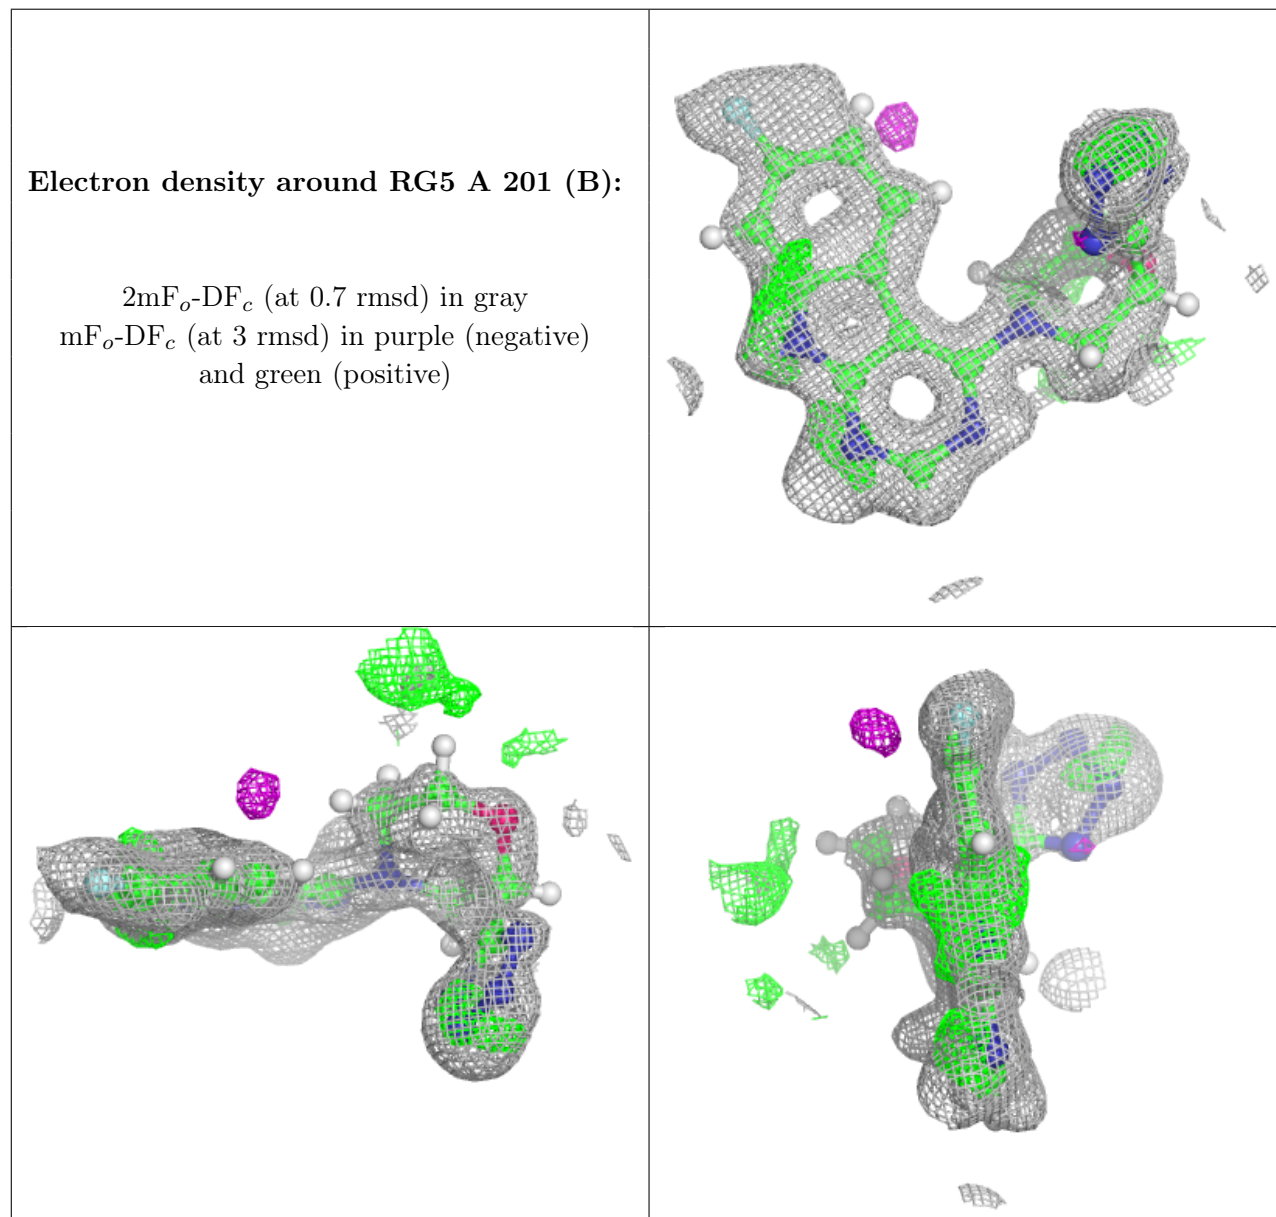 Electron density around RG5 A 201 (B):
2mFₒ-DF𝒸 (at 0.7 rmsd) in gray
mFₒ-DF𝒸 (at 3 rmsd) in purple (negative)
and green (positive)